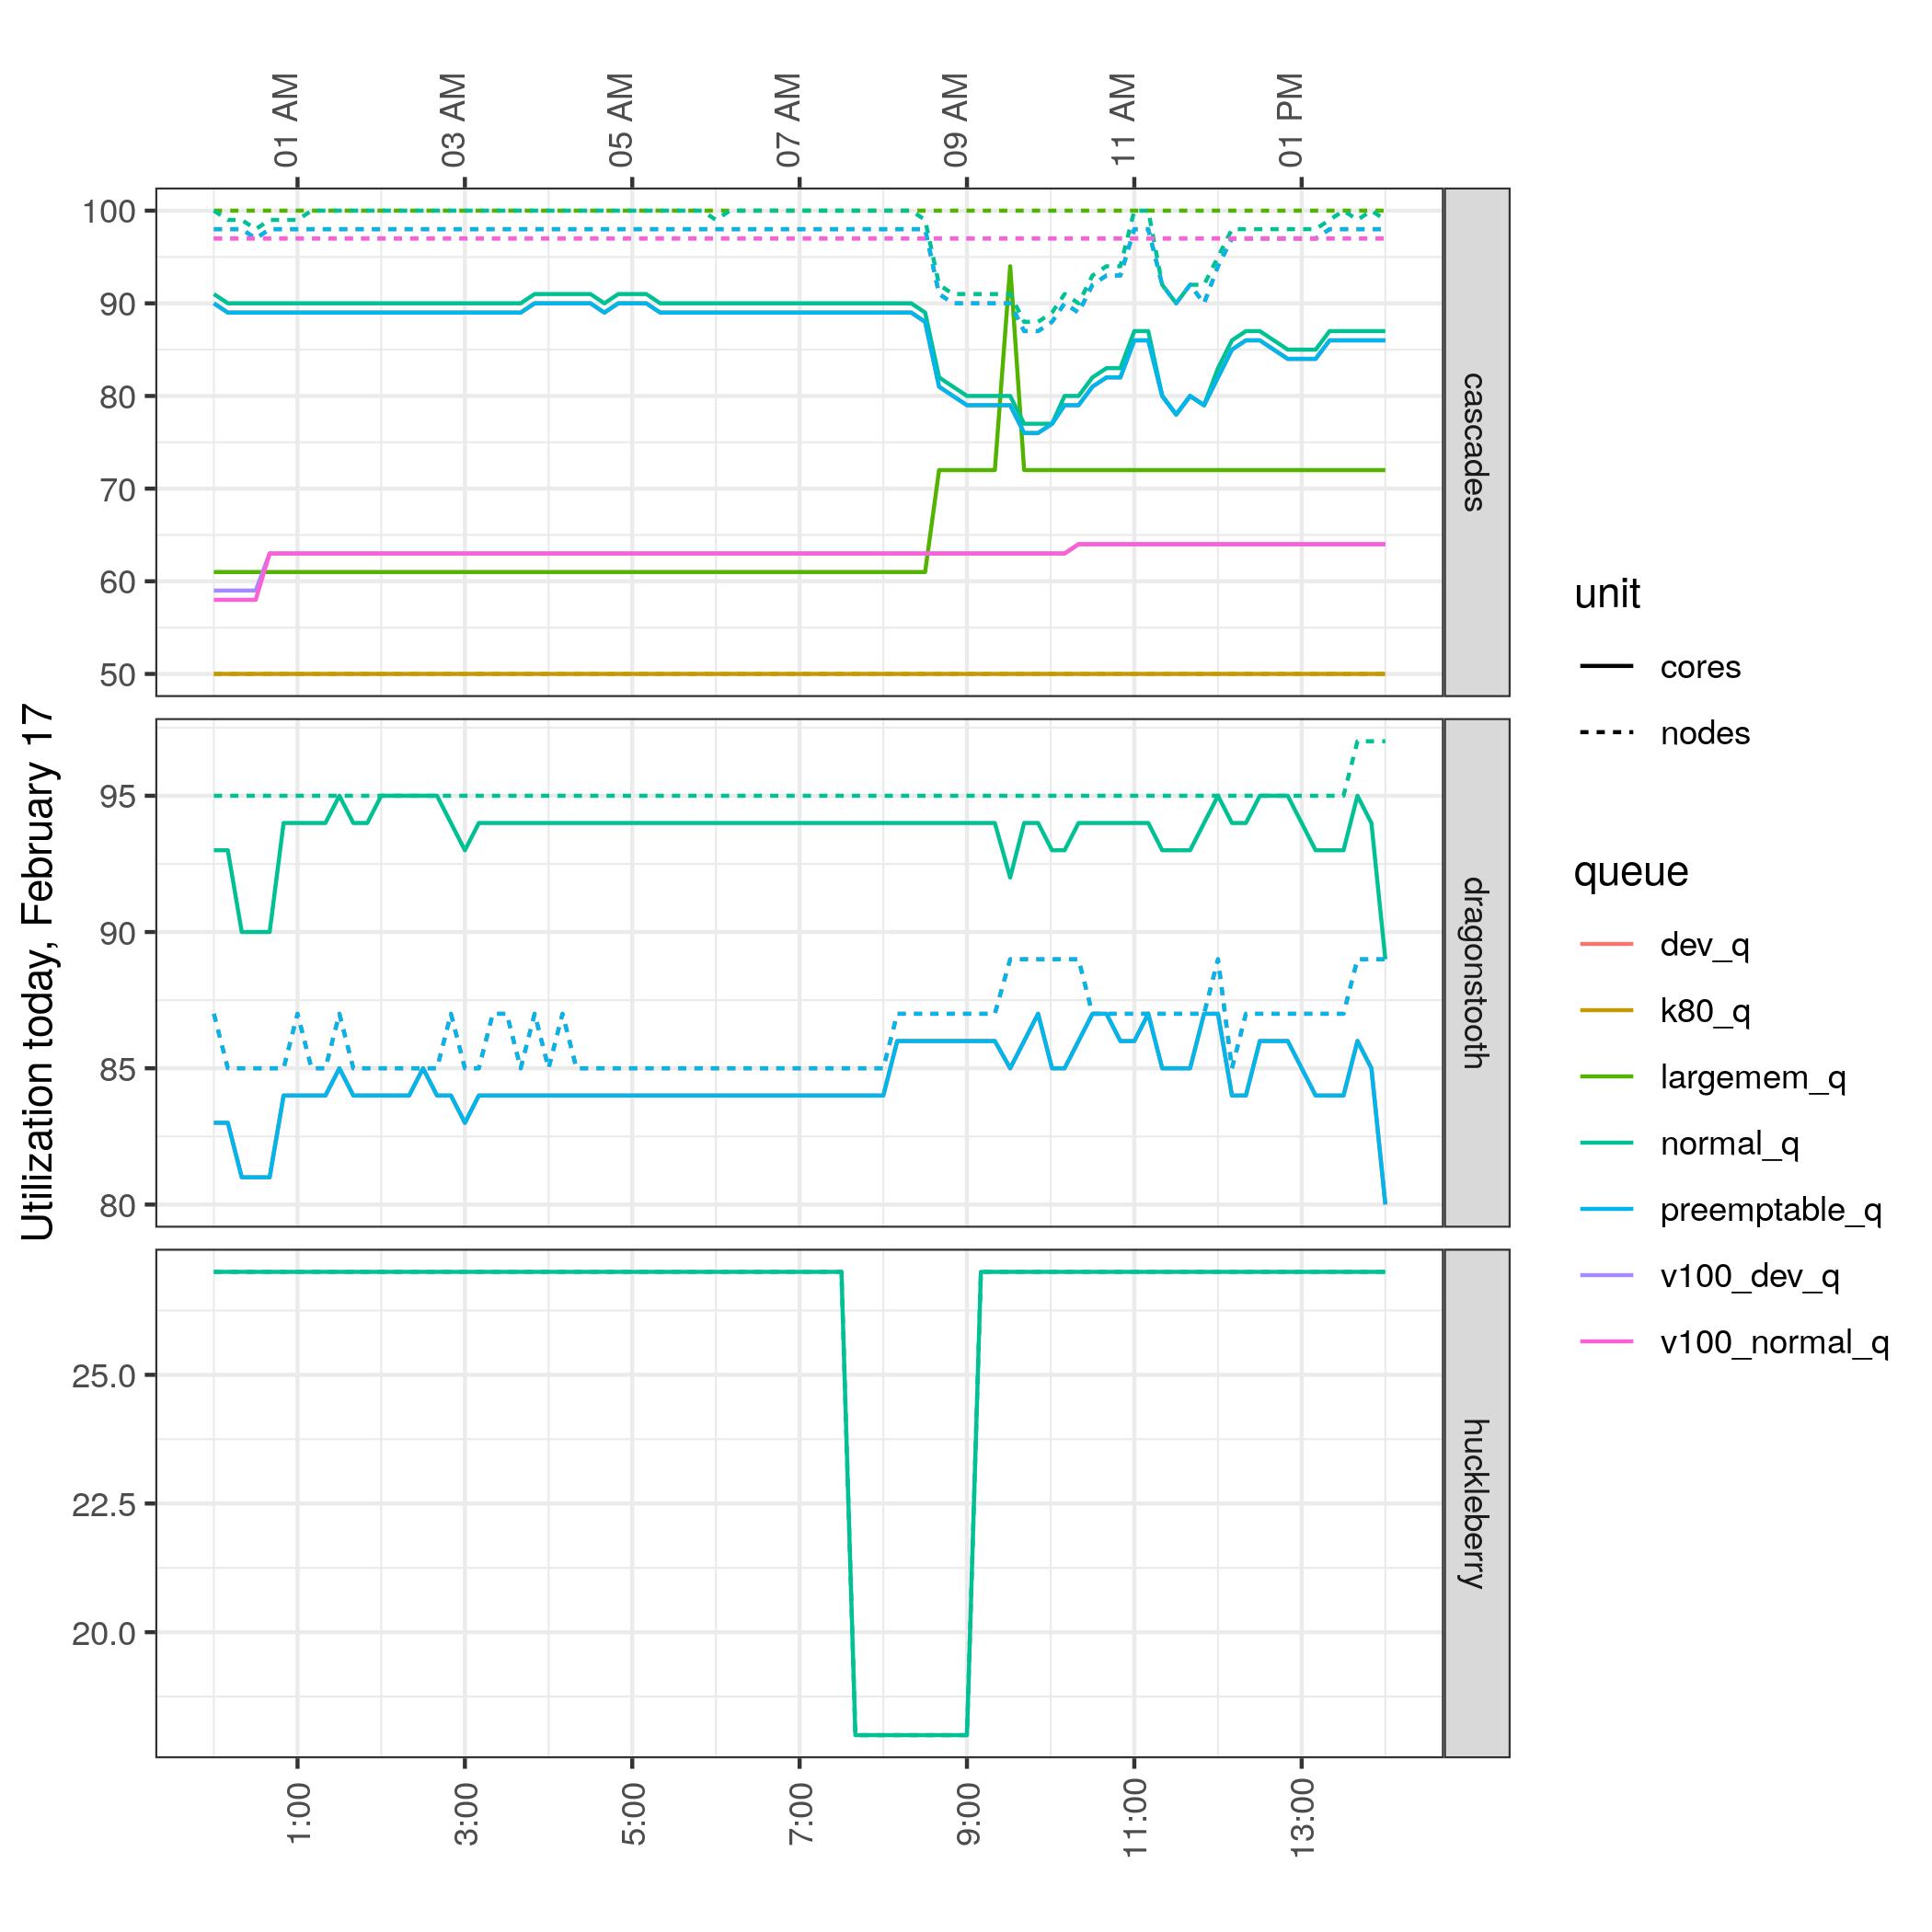 01 AM
03 AM
05 AM
07 AM
09 AM
11 AM
01 PM
Utilization today, February 17
100
90
80
70
60
50
cascades
95
90
85
80
dragonstooth
25.0
22.5
20.0
huckleberry
1:00
3:00
5:00
7:00
9:00
11:00
13:00
unit
cores
nodes
queue
dev_q
k80_q
largemem_q
normal_q
preemptable_q
v100_dev_q
v100_normal_q